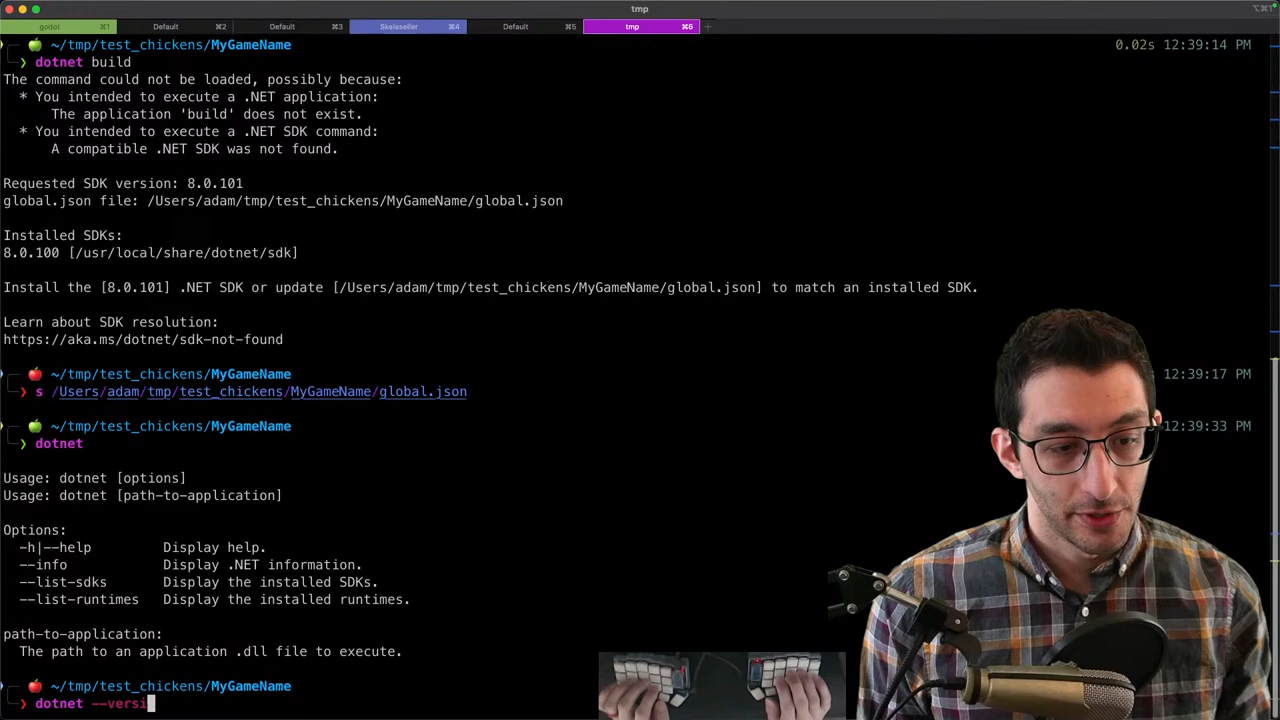 tmp
⌥⌘1
godot ⌘1 Default ⌘2 Default ⌘3 Skeleseller ⌘4 Default ⌘5 tmp ⌘6 +
~/tmp/test_chickens/MyGameName 0.02s 12:39:14 PM
❯ dotnet build
The command could not be loaded, possibly because:
* You intended to execute a .NET application:
The application 'build' does not exist.
* You intended to execute a .NET SDK command:
A compatible .NET SDK was not found.
Requested SDK version: 8.0.101
global.json file: /Users/adam/tmp/test_chickens/MyGameName/global.json
Installed SDKs:
8.0.100 [/usr/local/share/dotnet/sdk]
Install the [8.0.101] .NET SDK or update [/Users/adam/tmp/test_chickens/MyGameName/global.json] to match an installed SDK.
Learn about SDK resolution:
https://aka.ms/dotnet/sdk-not-found
~/tmp/test_chickens/MyGameName 12:39:17 PM
❯ s /Users/adam/tmp/test_chickens/MyGameName/global.json
~/tmp/test_chickens/MyGameName 12:39:33 PM
❯ dotnet
Usage: dotnet [options]
Usage: dotnet [path-to-application]
Options:
-h|--help Display help.
--info Display .NET information.
--list-sdks Display the installed SDKs.
--list-runtimes Display the installed runtimes.
path-to-application:
The path to an application .dll file to execute.
~/tmp/test_chickens/MyGameName
❯ dotnet --versi